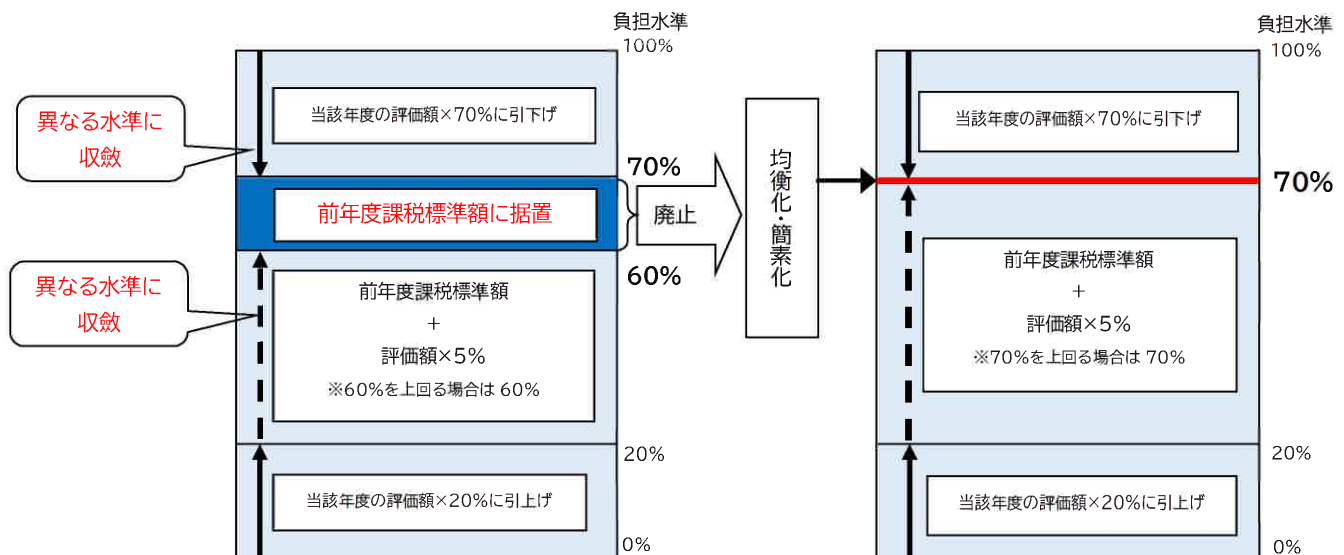 負担水準
100%
当該年度の評価額×70%に引下げ
異なる水準に
収斂
70%
前年度課税標準額に据置
60%
異なる水準に
収斂
前年度課税標準額
+
評価額×5%
※60%を上回る場合は 60%
20%
当該年度の評価額×20%に引上げ
0%
廃止
均衡化・簡素化
負担水準
100%
当該年度の評価額×70%に引下げ
70%
前年度課税標準額
+
評価額×5%
※70%を上回る場合は 70%
20%
当該年度の評価額×20%に引上げ
0%